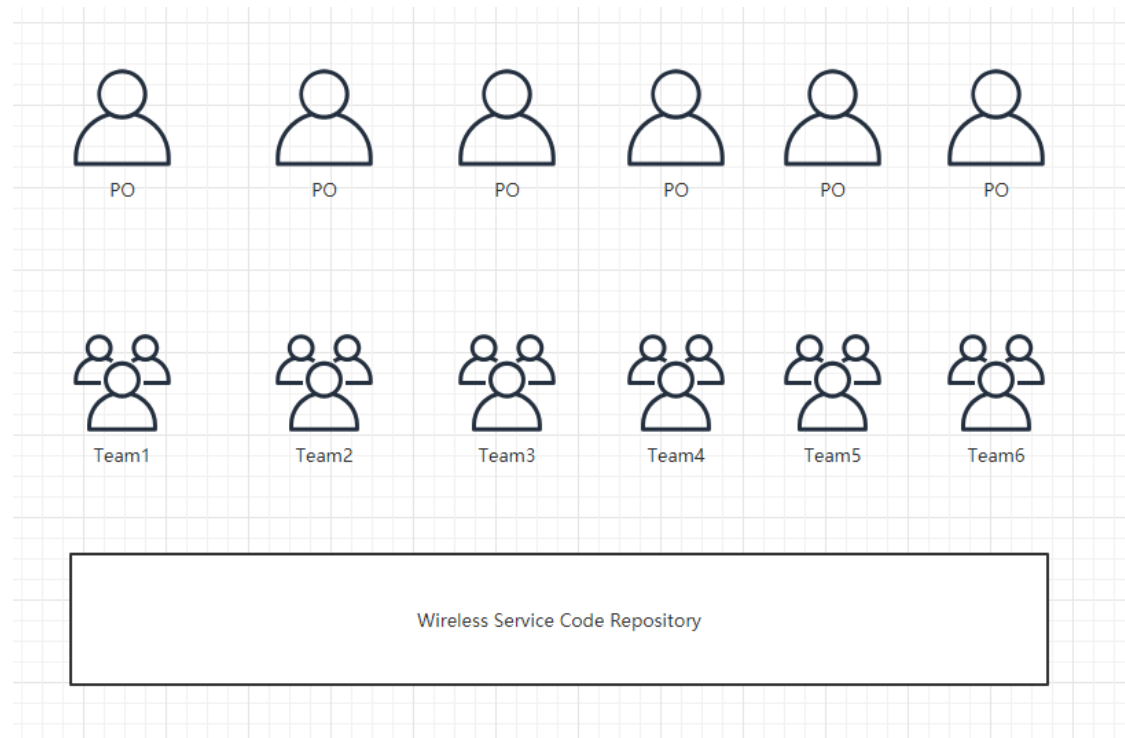 PO PO PO PO PO PO
Team1 Team2 Team3 Team4 Team5 Team6
Wireless Service Code Repository